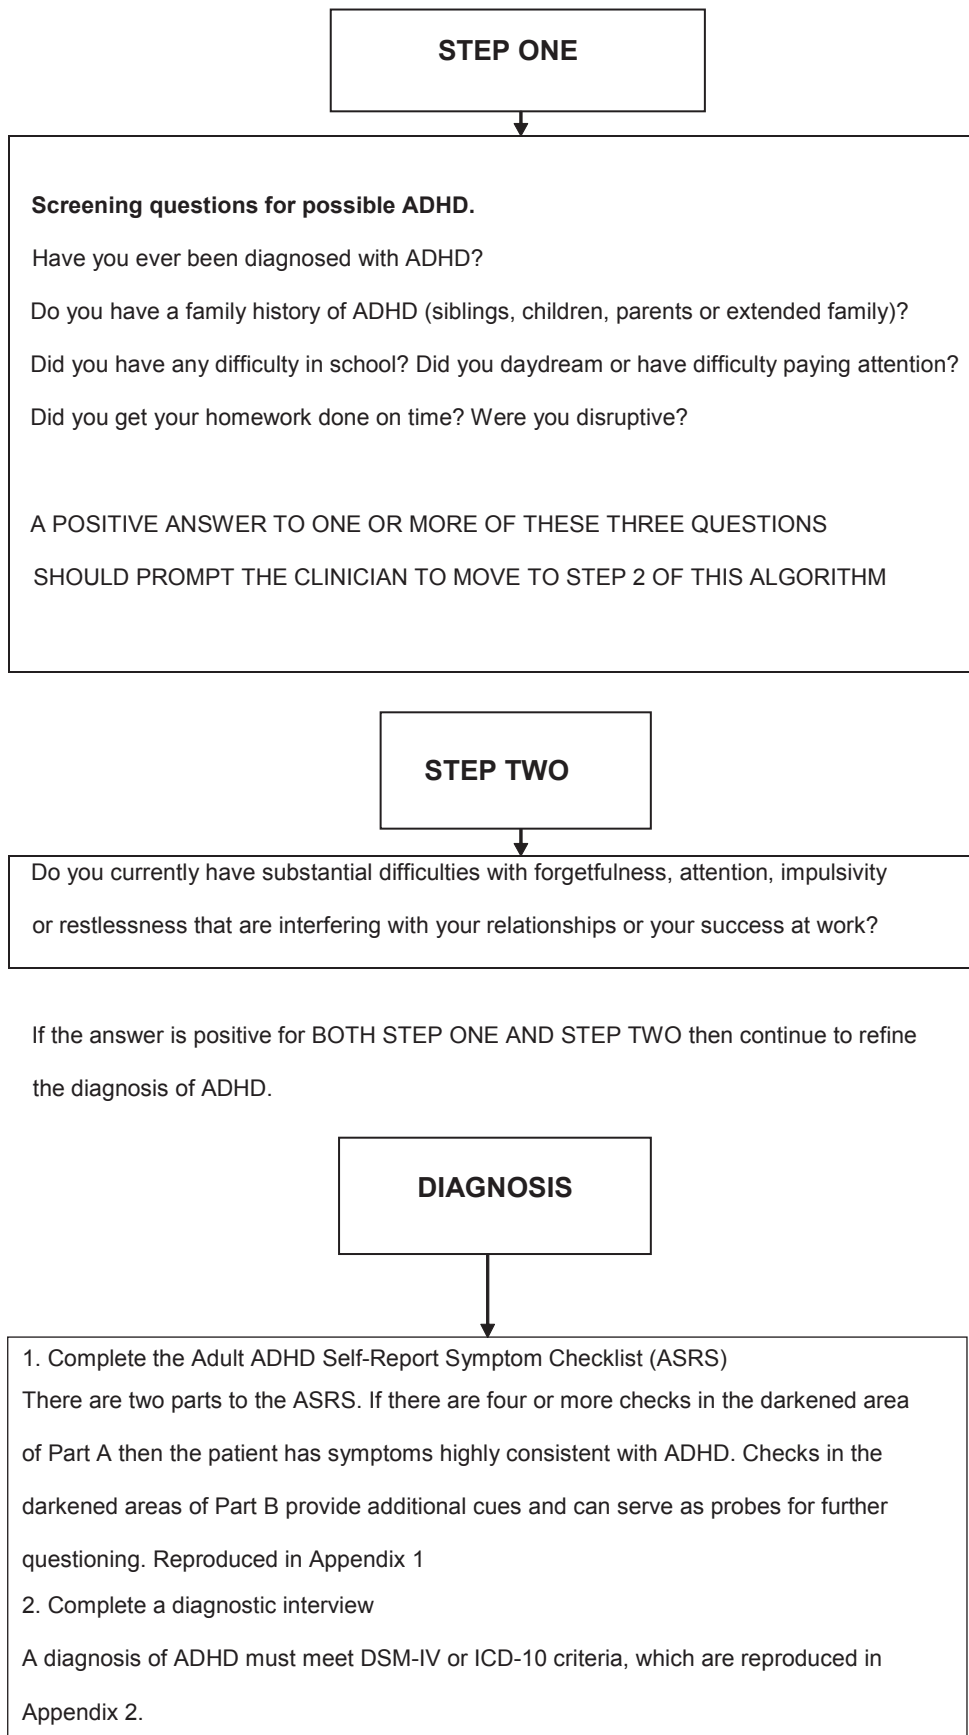 STEP ONE
Screening questions for possible ADHD.
Have you ever been diagnosed with ADHD?
Do you have a family history of ADHD (siblings, children, parents or extended family)?
Did you have any difficulty in school? Did you daydream or have difficulty paying attention?
Did you get your homework done on time? Were you disruptive?
A POSITIVE ANSWER TO ONE OR MORE OF THESE THREE QUESTIONS
SHOULD PROMPT THE CLINICIAN TO MOVE TO STEP 2 OF THIS ALGORITHM
STEP TWO
Do you currently have substantial difficulties with forgetfulness, attention, impulsivity
or restlessness that are interfering with your relationships or your success at work?
If the answer is positive for BOTH STEP ONE AND STEP TWO then continue to refine
the diagnosis of ADHD.
DIAGNOSIS
1. Complete the Adult ADHD Self-Report Symptom Checklist (ASRS)
There are two parts to the ASRS. If there are four or more checks in the darkened area
of Part A then the patient has symptoms highly consistent with ADHD. Checks in the
darkened areas of Part B provide additional cues and can serve as probes for further
questioning. Reproduced in Appendix 1
2. Complete a diagnostic interview
A diagnosis of ADHD must meet DSM-IV or ICD-10 criteria, which are reproduced in
Appendix 2.